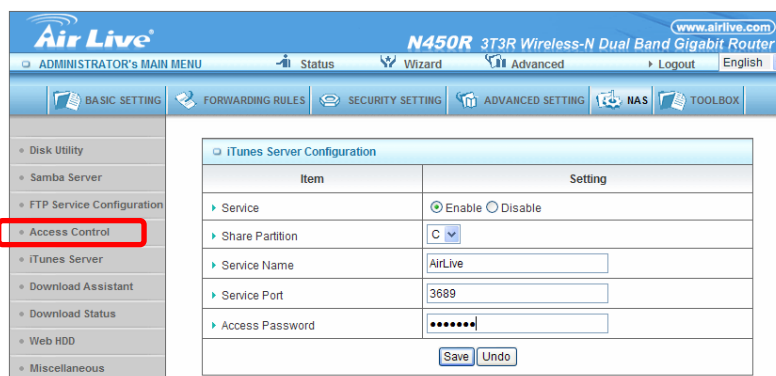 Air Live®
www.airlive.com
N450R 3T3R Wireless-N Dual Band Gigabit Router
ADMINISTRATOR's MAIN MENU Status Wizard Advanced Logout English
BASIC SETTING FORWARDING RULES SECURITY SETTING ADVANCED SETTING NAS TOOLBOX
Disk Utility
Samba Server
FTP Service Configuration
Access Control
iTunes Server
Download Assistant
Download Status
Web HDD
Miscellaneous
iTunes Server Configuration
Item Setting
Service Enable Disable
Share Partition C
Service Name AirLive
Service Port 3689
Access Password •••••••
Save Undo